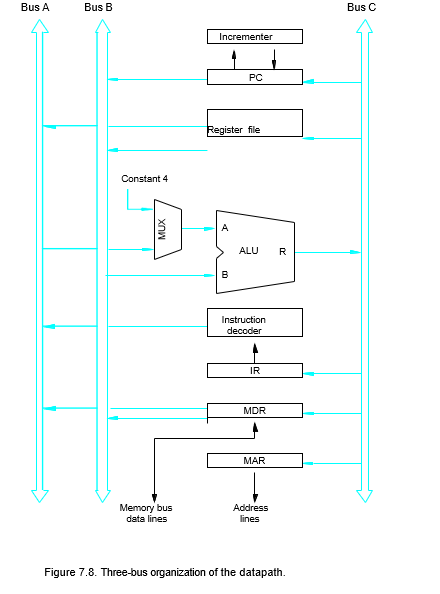 Bus A
Bus B
Bus C
Incrementer
PC
Register file
Constant 4
MUX
A
ALU
R
B
Instruction
decoder
IR
MDR
MAR
Memory bus
data lines
Address
lines
Figure 7.8. Three-bus organization of the datapath.